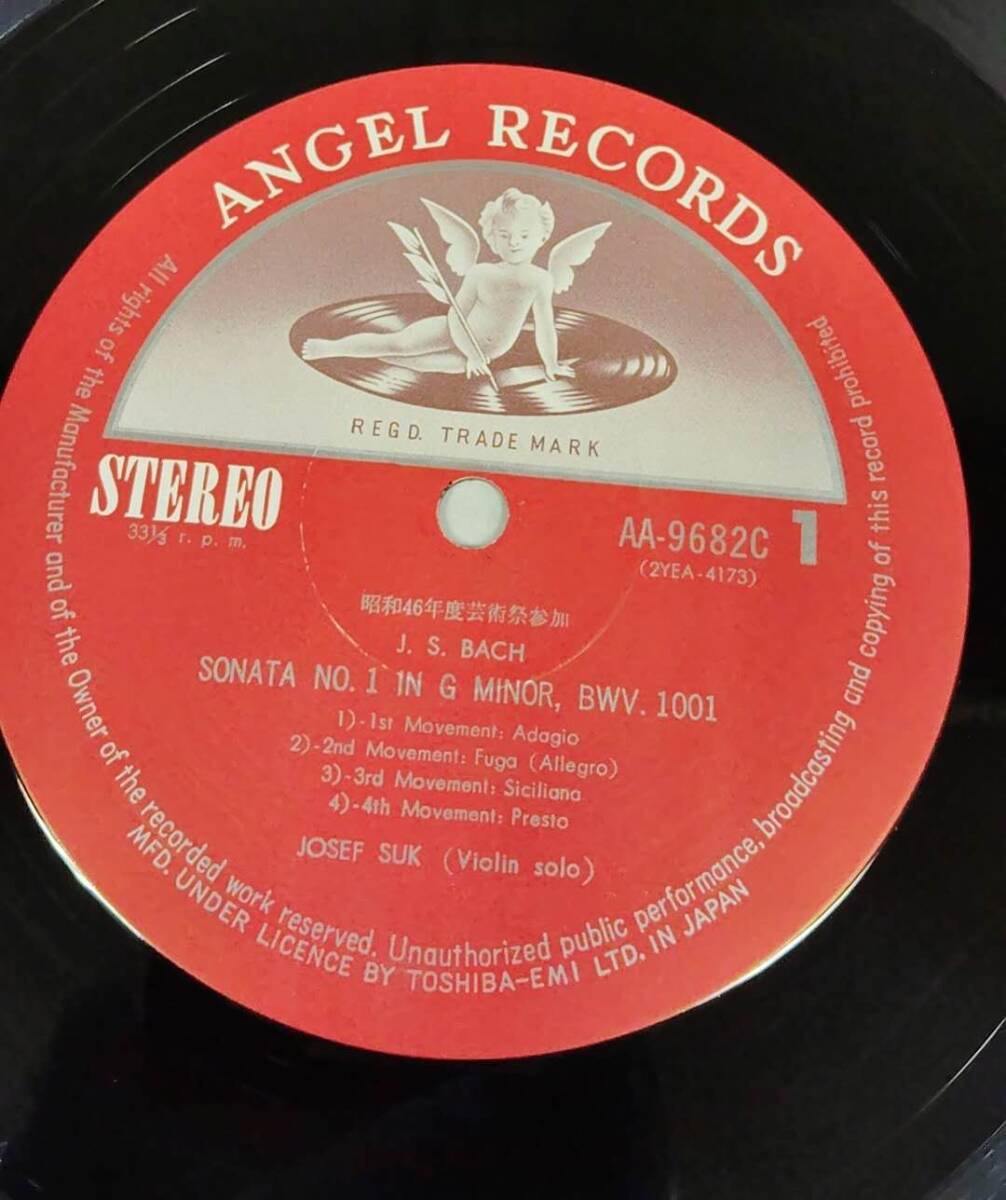 ANGEL RECORDS
REGD. TRADE MARK
STEREO
33⅓ r. p. m.
AA-9682C 1
(2YEA-4173)
昭和46年度芸術祭参加
J. S. BACH
SONATA NO. 1 IN G MINOR, BWV. 1001
1)-1st Movement: Adagio
2)-2nd Movement: Fuga (Allegro)
3)-3rd Movement: Siciliana
4)-4th Movement: Presto
JOSEF SUK (Violin solo)
All rights of the Manufacturer and of the Owner of the recorded work reserved. Unauthorized public performance, broadcasting and copying of this record prohibited
MFD. UNDER LICENCE BY TOSHIBA-EMI LTD. IN JAPAN